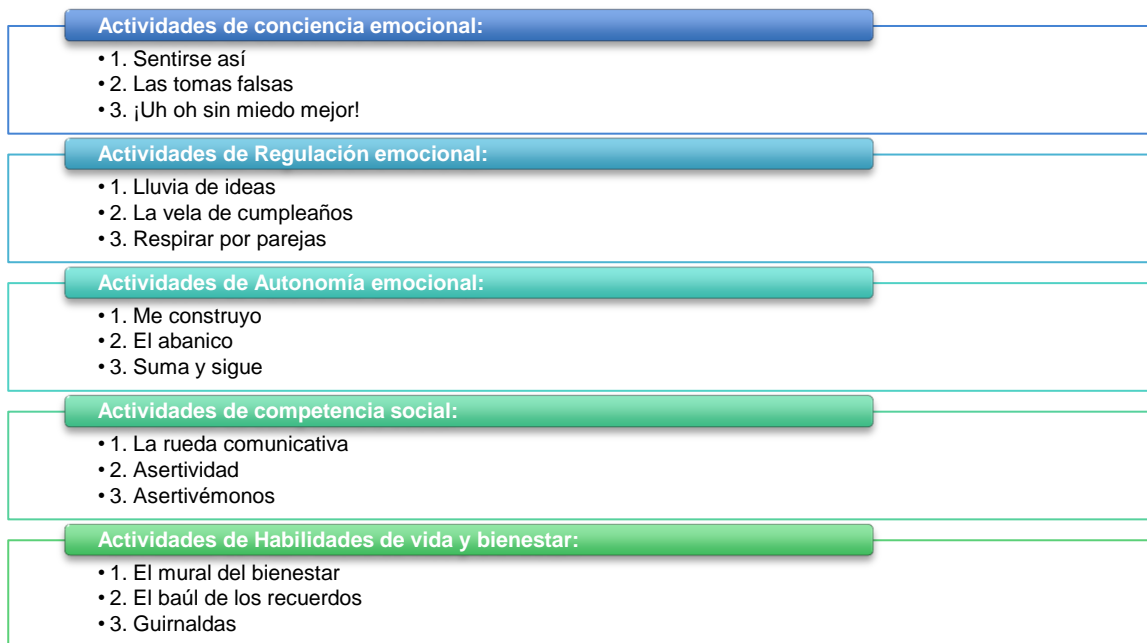 Actividades de conciencia emocional:
• 1. Sentirse así
• 2. Las tomas falsas
• 3. ¡Uh oh sin miedo mejor!
Actividades de Regulación emocional:
• 1. Lluvia de ideas
• 2. La vela de cumpleaños
• 3. Respirar por parejas
Actividades de Autonomía emocional:
• 1. Me construyo
• 2. El abanico
• 3. Suma y sigue
Actividades de competencia social:
• 1. La rueda comunicativa
• 2. Asertividad
• 3. Asertivémonos
Actividades de Habilidades de vida y bienestar:
• 1. El mural del bienestar
• 2. El baúl de los recuerdos
• 3. Guirnaldas